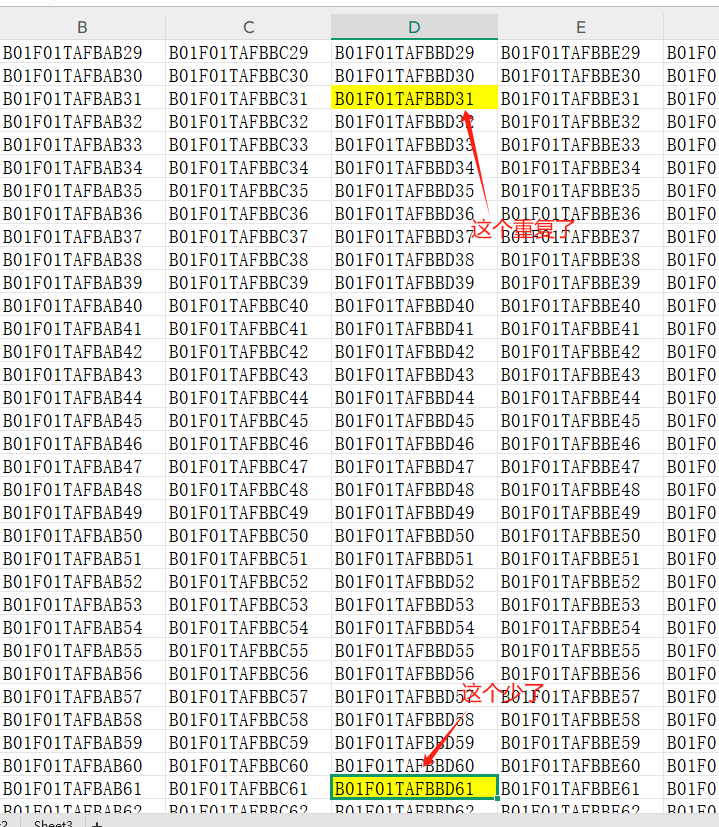 B C D E
B01F01TAFBAB29 B01F01TAFBBC29 B01F01TAFBBD29 B01F01TAFBBE29 B01F0
B01F01TAFBAB30 B01F01TAFBBC30 B01F01TAFBBD30 B01F01TAFBBE30 B01F0
B01F01TAFBAB31 B01F01TAFBBC31 B01F01TAFBBD31 B01F01TAFBBE31 B01F0
B01F01TAFBAB32 B01F01TAFBBC32 B01F01TAFBBD32 B01F01TAFBBE32 B01F0
B01F01TAFBAB33 B01F01TAFBBC33 B01F01TAFBBD33 B01F01TAFBBE33 B01F0
B01F01TAFBAB34 B01F01TAFBBC34 B01F01TAFBBD34 B01F01TAFBBE34 B01F0
B01F01TAFBAB35 B01F01TAFBBC35 B01F01TAFBBD35 B01F01TAFBBE35 B01F0
B01F01TAFBAB36 B01F01TAFBBC36 B01F01TAFBBD36 B01F01TAFBBE36 B01F0
这个重复了
B01F01TAFBAB37 B01F01TAFBBC37 B01F01TAFBBD37 B01F01TAFBBE37 B01F0
B01F01TAFBAB38 B01F01TAFBBC38 B01F01TAFBBD38 B01F01TAFBBE38 B01F0
B01F01TAFBAB39 B01F01TAFBBC39 B01F01TAFBBD39 B01F01TAFBBE39 B01F0
B01F01TAFBAB40 B01F01TAFBBC40 B01F01TAFBBD40 B01F01TAFBBE40 B01F0
B01F01TAFBAB41 B01F01TAFBBC41 B01F01TAFBBD41 B01F01TAFBBE41 B01F0
B01F01TAFBAB42 B01F01TAFBBC42 B01F01TAFBBD42 B01F01TAFBBE42 B01F0
B01F01TAFBAB43 B01F01TAFBBC43 B01F01TAFBBD43 B01F01TAFBBE43 B01F0
B01F01TAFBAB44 B01F01TAFBBC44 B01F01TAFBBD44 B01F01TAFBBE44 B01F0
B01F01TAFBAB45 B01F01TAFBBC45 B01F01TAFBBD45 B01F01TAFBBE45 B01F0
B01F01TAFBAB46 B01F01TAFBBC46 B01F01TAFBBD46 B01F01TAFBBE46 B01F0
B01F01TAFBAB47 B01F01TAFBBC47 B01F01TAFBBD47 B01F01TAFBBE47 B01F0
B01F01TAFBAB48 B01F01TAFBBC48 B01F01TAFBBD48 B01F01TAFBBE48 B01F0
B01F01TAFBAB49 B01F01TAFBBC49 B01F01TAFBBD49 B01F01TAFBBE49 B01F0
B01F01TAFBAB50 B01F01TAFBBC50 B01F01TAFBBD50 B01F01TAFBBE50 B01F0
B01F01TAFBAB51 B01F01TAFBBC51 B01F01TAFBBD51 B01F01TAFBBE51 B01F0
B01F01TAFBAB52 B01F01TAFBBC52 B01F01TAFBBD52 B01F01TAFBBE52 B01F0
B01F01TAFBAB53 B01F01TAFBBC53 B01F01TAFBBD53 B01F01TAFBBE53 B01F0
B01F01TAFBAB54 B01F01TAFBBC54 B01F01TAFBBD54 B01F01TAFBBE54 B01F0
B01F01TAFBAB55 B01F01TAFBBC55 B01F01TAFBBD55 B01F01TAFBBE55 B01F0
B01F01TAFBAB56 B01F01TAFBBC56 B01F01TAFBBD56 B01F01TAFBBE56 B01F0
这个少了
B01F01TAFBAB57 B01F01TAFBBC57 B01F01TAFBBD57 B01F01TAFBBE57 B01F0
B01F01TAFBAB58 B01F01TAFBBC58 B01F01TAFBBD58 B01F01TAFBBE58 B01F0
B01F01TAFBAB59 B01F01TAFBBC59 B01F01TAFBBD59 B01F01TAFBBE59 B01F0
B01F01TAFBAB60 B01F01TAFBBC60 B01F01TAFBBD60 B01F01TAFBBE60 B01F0
B01F01TAFBAB61 B01F01TAFBBC61 B01F01TAFBBD61 B01F01TAFBBE61 B01F0
B01F01TAFBAB62 B01F01TAFBBC62 B01F01TAFBBD62 B01F01TAFBBE62 B01F0
Sheet3 +